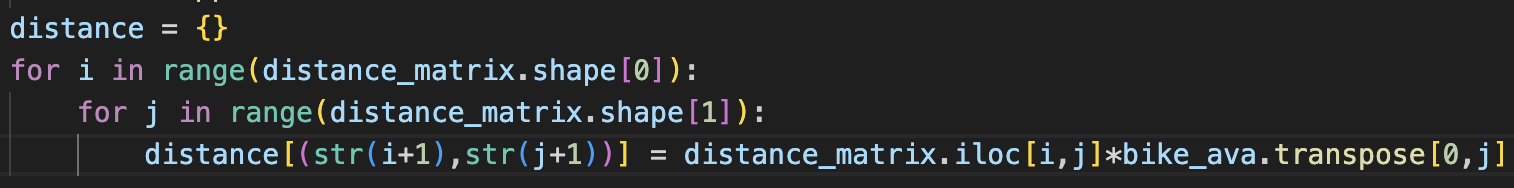 distance = {}
for i in range(distance_matrix.shape[0]):
    for j in range(distance_matrix.shape[1]):
        distance[(str(i+1),str(j+1))] = distance_matrix.iloc[i,j]*bike_ava.transpose[0,j]